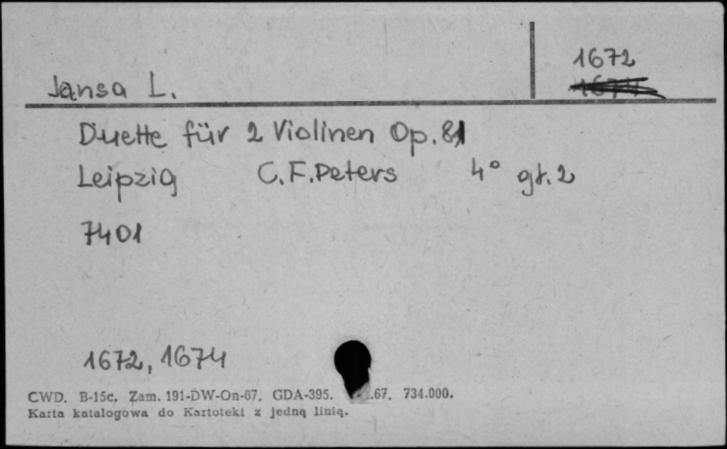 1672
Jansa L.
Duette für 2 Violinen Op. 81
Leipzig C.F. Peters 4° gł. 2
7401
1672, 1674
CWD. B-15c. Zam. 191-DW-On-67. GDA-395. .67. 734.000.
Karta katalogowa do Kartoteki z jedną linią.